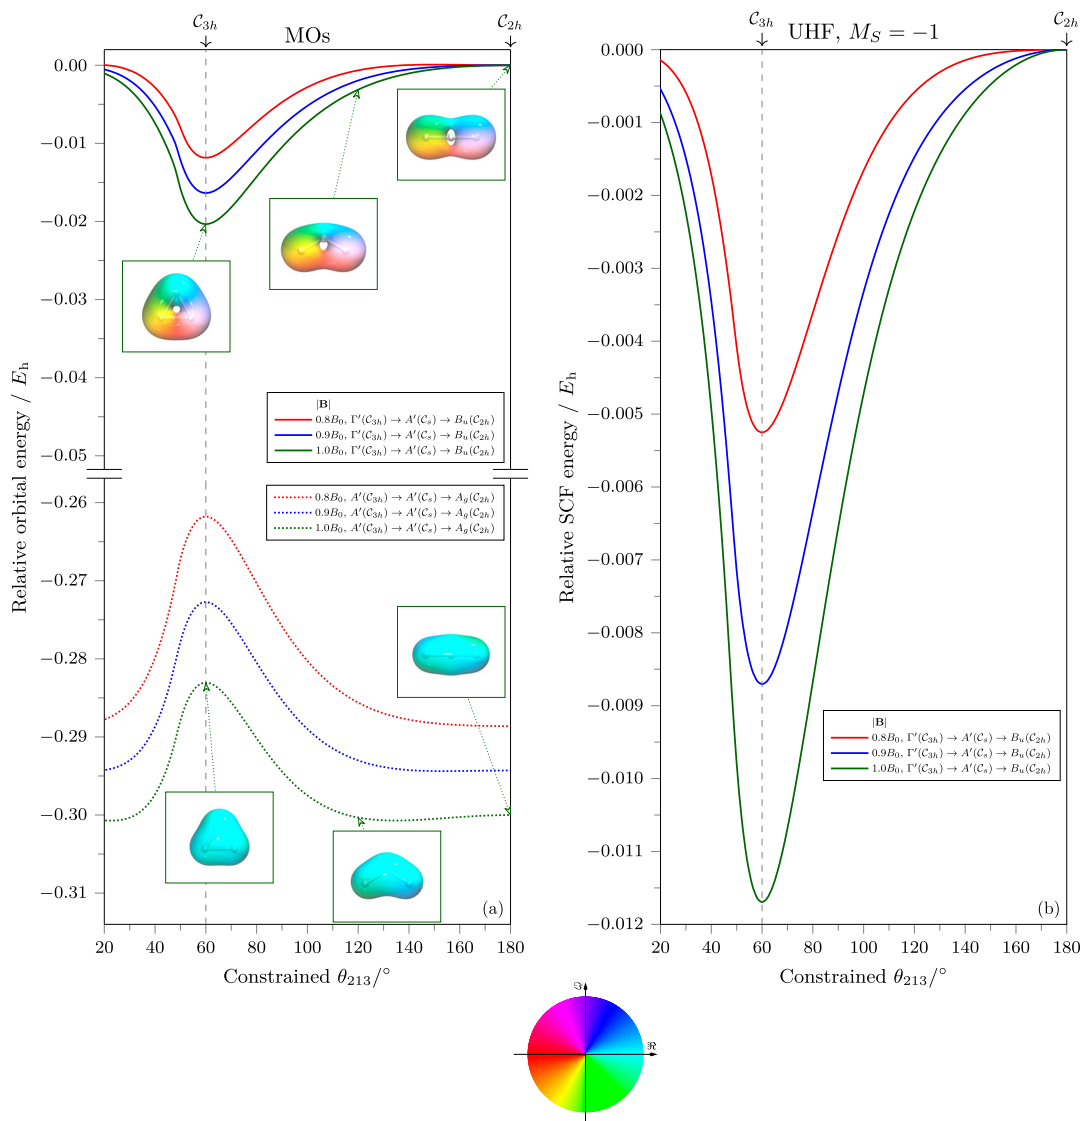 𝒞₃ₕ
𝒞₂ₕ
MOs
0.00
−0.01
−0.02
−0.03
−0.04
−0.05
−0.26
−0.27
−0.28
−0.29
−0.30
−0.31
Relative orbital energy / Eₕ
|B|
0.8B₀, Γ′(𝒞₃ₕ) → A′(𝒞ₛ) → Bᵤ(𝒞₂ₕ)
0.9B₀, Γ′(𝒞₃ₕ) → A′(𝒞ₛ) → Bᵤ(𝒞₂ₕ)
1.0B₀, Γ′(𝒞₃ₕ) → A′(𝒞ₛ) → Bᵤ(𝒞₂ₕ)
0.8B₀, A′(𝒞₃ₕ) → A′(𝒞ₛ) → A_g(𝒞₂ₕ)
0.9B₀, A′(𝒞₃ₕ) → A′(𝒞ₛ) → A_g(𝒞₂ₕ)
1.0B₀, A′(𝒞₃ₕ) → A′(𝒞ₛ) → A_g(𝒞₂ₕ)
(a)
20 40 60 80 100 120 140 160 180
Constrained θ₂₁₃/°
𝒞₃ₕ
𝒞₂ₕ
UHF, M_S = −1
0.000
−0.001
−0.002
−0.003
−0.004
−0.005
−0.006
−0.007
−0.008
−0.009
−0.010
−0.011
−0.012
Relative SCF energy / Eₕ
|B|
0.8B₀, Γ′(𝒞₃ₕ) → A′(𝒞ₛ) → Bᵤ(𝒞₂ₕ)
0.9B₀, Γ′(𝒞₃ₕ) → A′(𝒞ₛ) → Bᵤ(𝒞₂ₕ)
1.0B₀, Γ′(𝒞₃ₕ) → A′(𝒞ₛ) → Bᵤ(𝒞₂ₕ)
(b)
20 40 60 80 100 120 140 160 180
Constrained θ₂₁₃/°
ℑ
ℜ